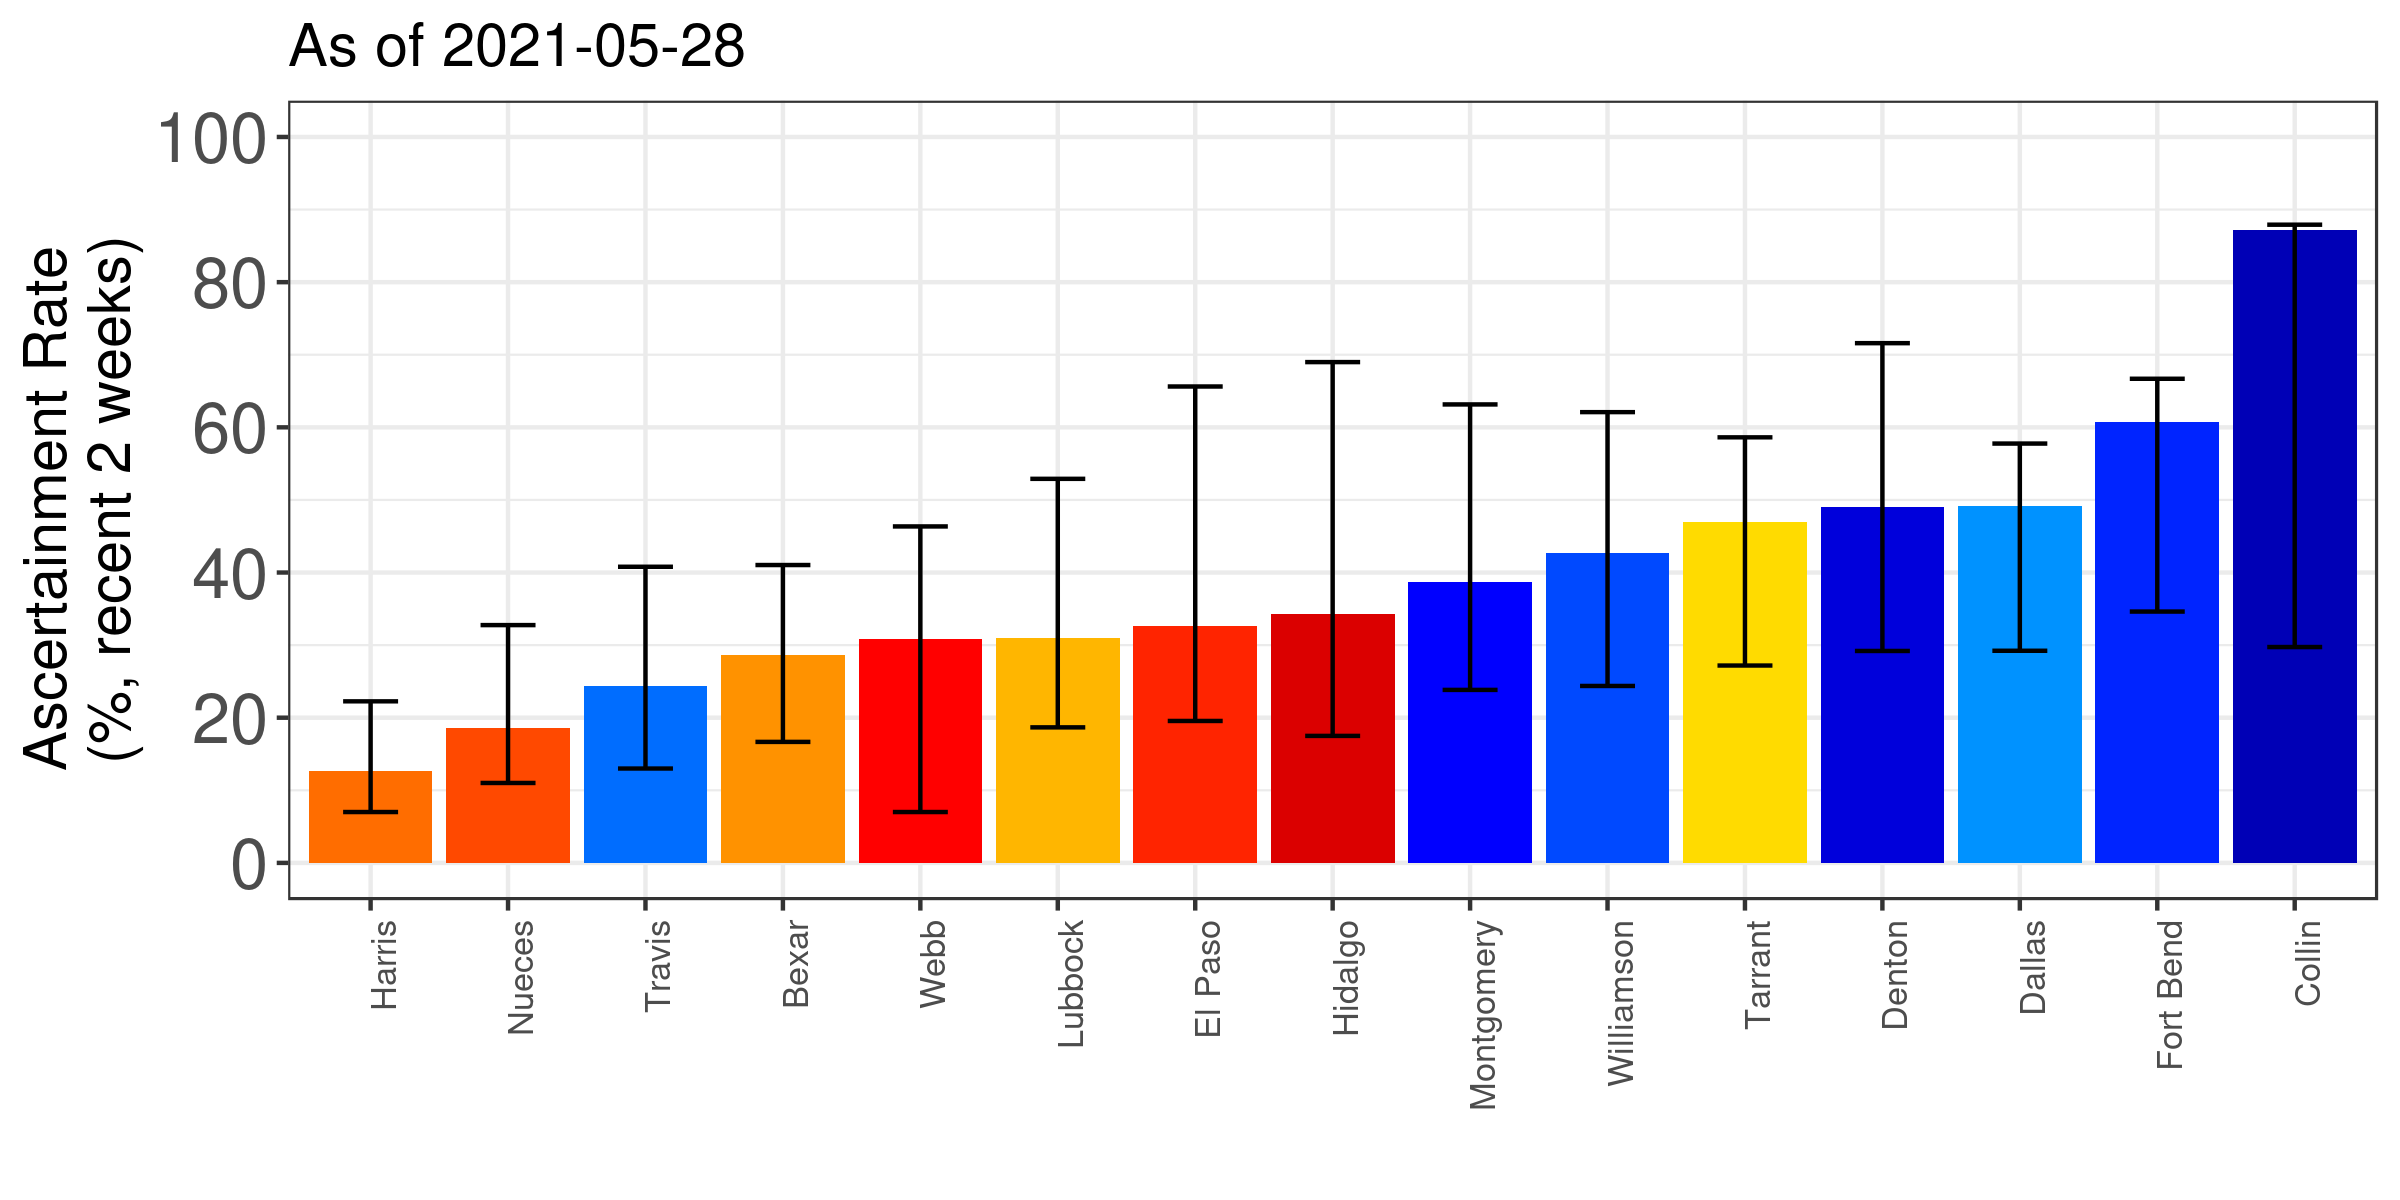 As of 2021-05-28
Ascertainment Rate
(%, recent 2 weeks)
100
80
60
40
20
0
Harris
Nueces
Travis
Bexar
Webb
Lubbock
El Paso
Hidalgo
Montgomery
Williamson
Tarrant
Denton
Dallas
Fort Bend
Collin